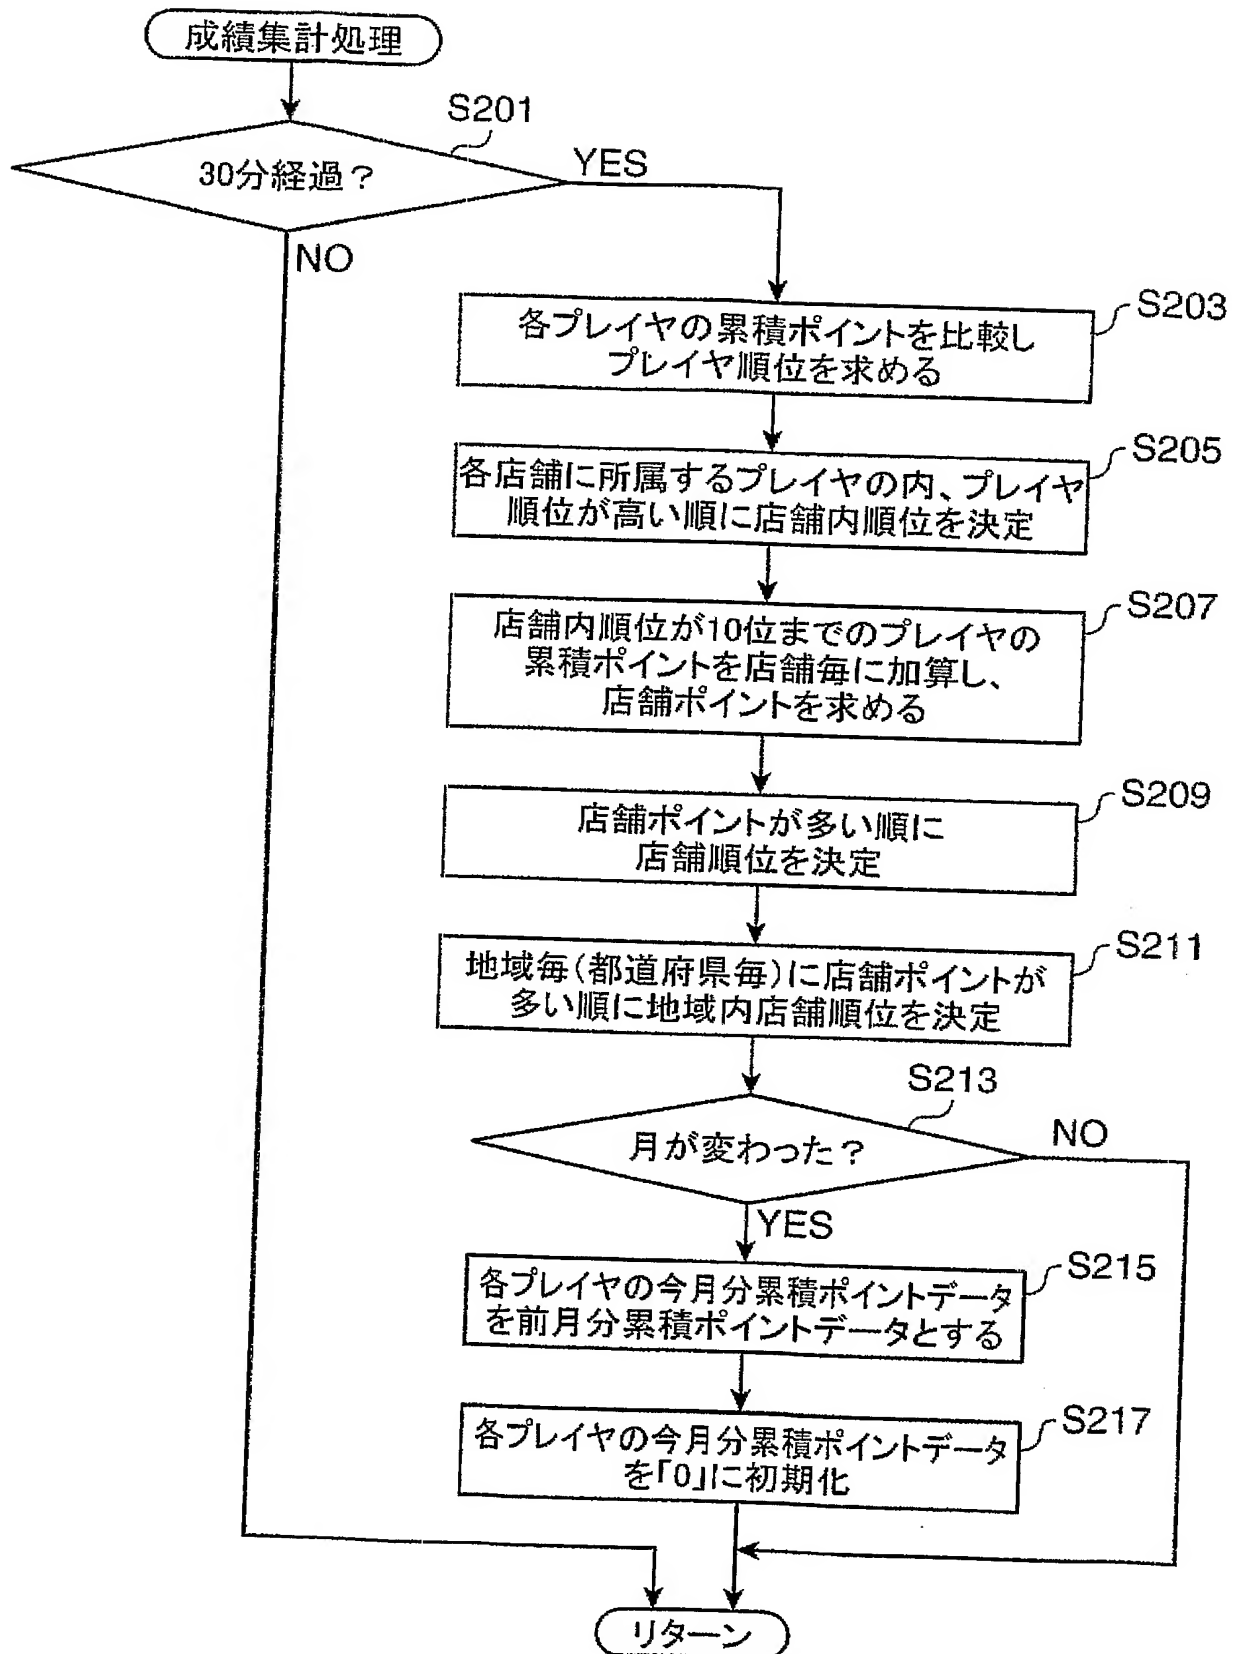 成績集計処理
S201
30分経過？
YES
NO
S203
各プレイヤの累積ポイントを比較し
プレイヤ順位を求める
S205
各店舗に所属するプレイヤの内、プレイヤ
順位が高い順に店舗内順位を決定
S207
店舗内順位が10位までのプレイヤの
累積ポイントを店舗毎に加算し、
店舗ポイントを求める
S209
店舗ポイントが多い順に
店舗順位を決定
S211
地域毎(都道府県毎)に店舗ポイントが
多い順に地域内店舗順位を決定
S213
月が変わった？
NO
YES
S215
各プレイヤの今月分累積ポイントデータ
を前月分累積ポイントデータとする
S217
各プレイヤの今月分累積ポイントデータ
を「0」に初期化
リターン